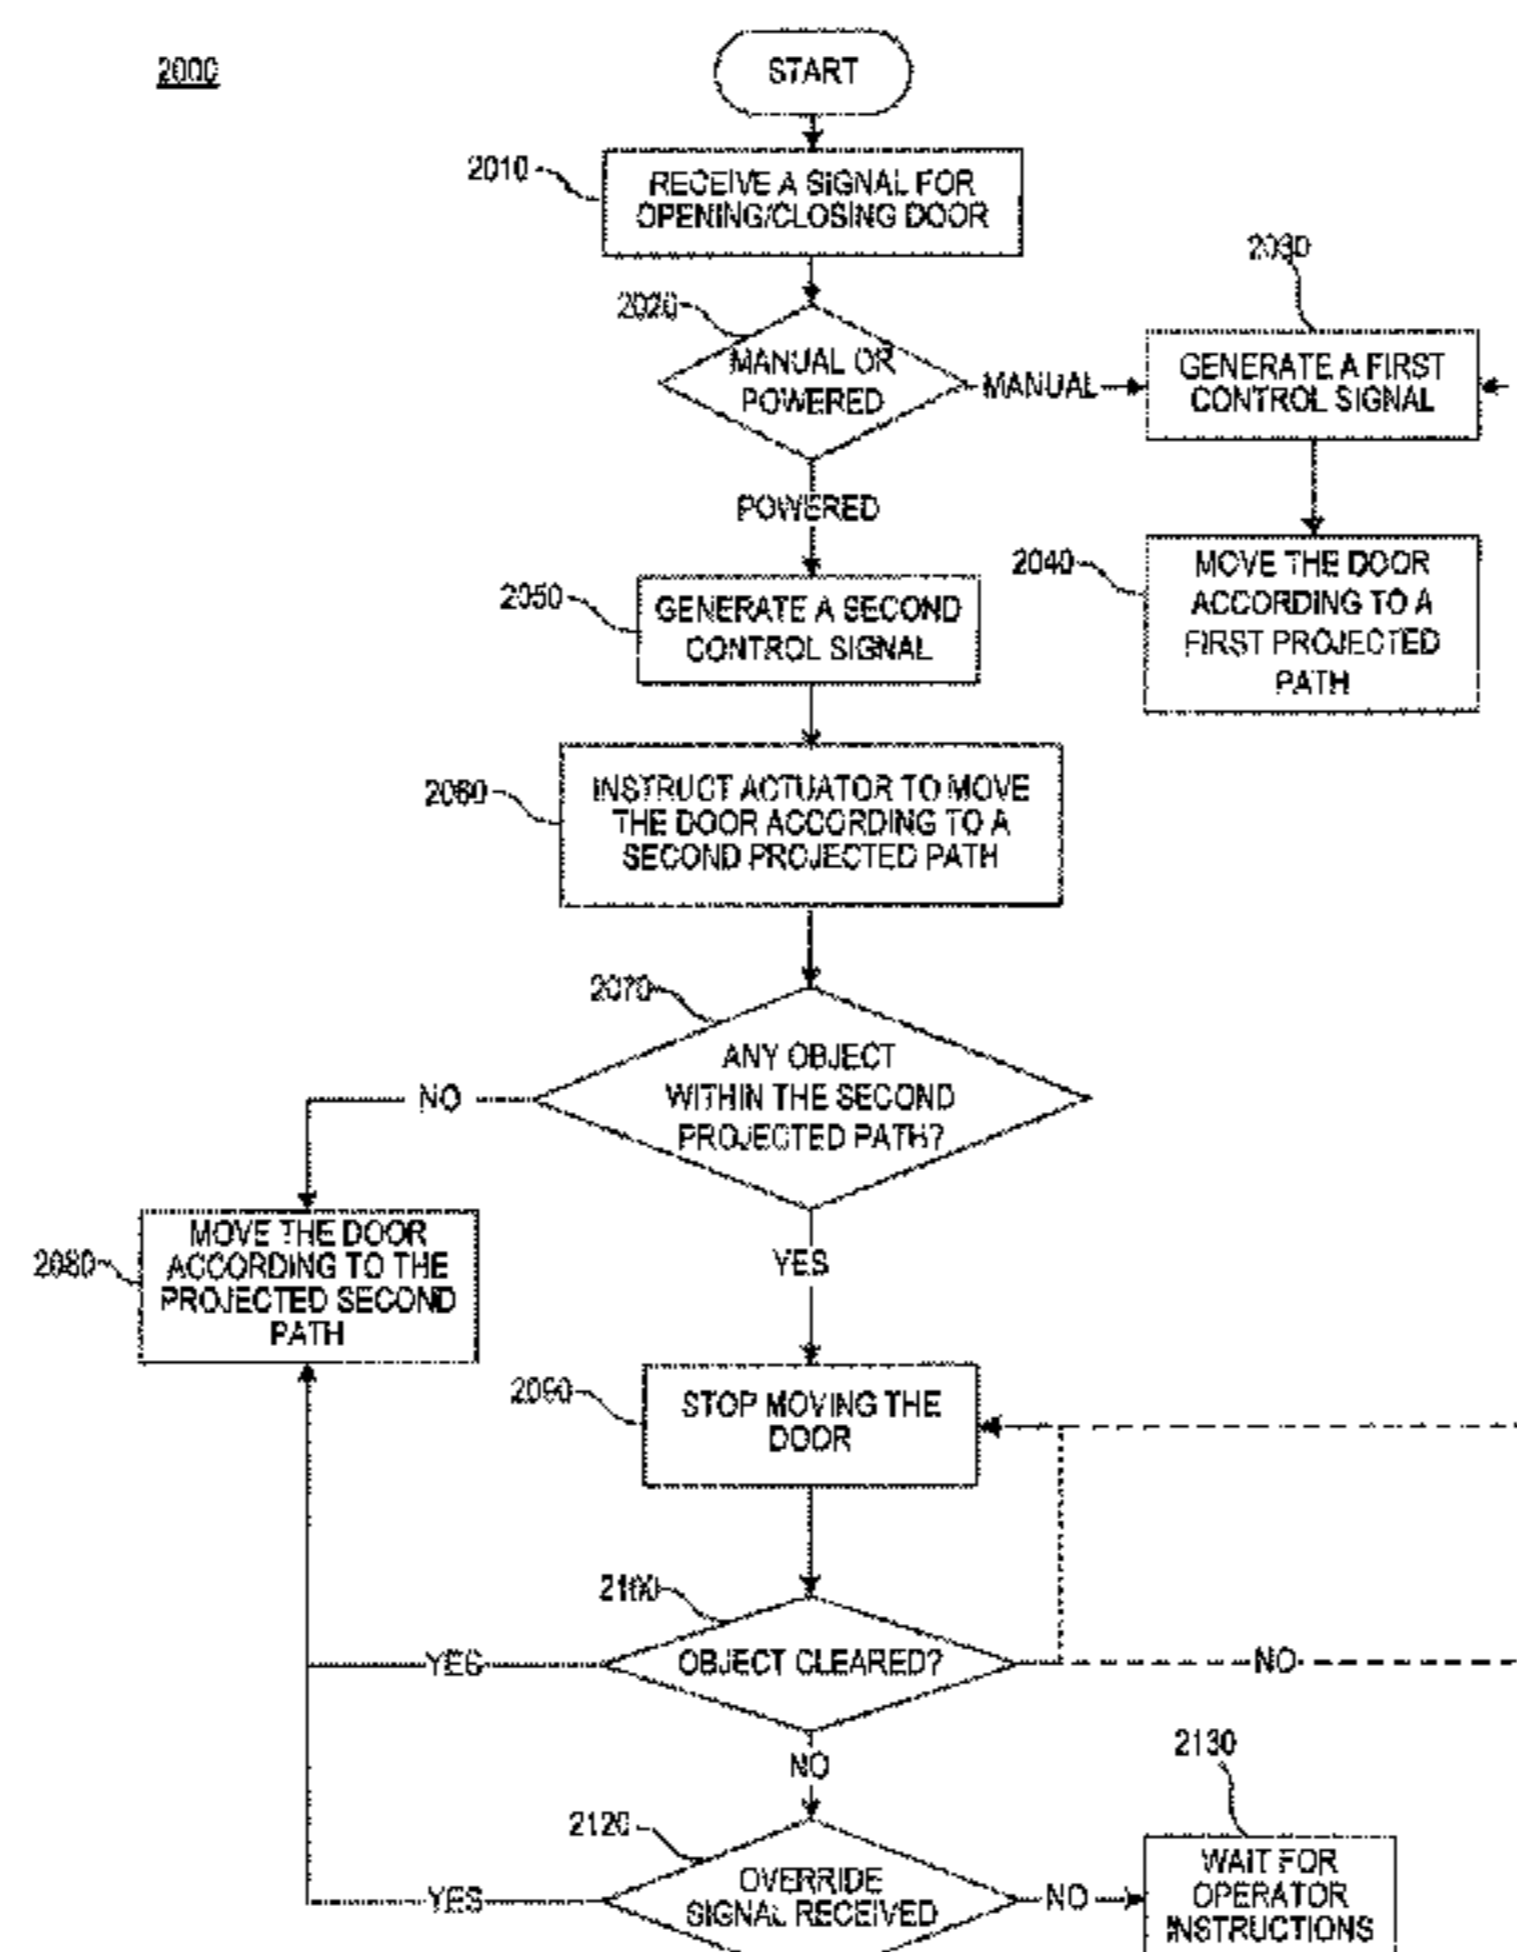 2000
START
2010
RECEIVE A SIGNAL FOR
OPENING/CLOSING DOOR
2020
MANUAL OR
POWERED
MANUAL
2030
GENERATE A FIRST
CONTROL SIGNAL
POWERED
2040
MOVE THE DOOR
ACCORDING TO A
FIRST PROJECTED
PATH
2050
GENERATE A SECOND
CONTROL SIGNAL
2060
INSTRUCT ACTUATOR TO MOVE
THE DOOR ACCORDING TO A
SECOND PROJECTED PATH
2070
ANY OBJECT
WITHIN THE SECOND
PROJECTED PATH?
NO
YES
2080
MOVE THE DOOR
ACCORDING TO THE
PROJECTED SECOND
PATH
2090
STOP MOVING THE
DOOR
2100
OBJECT CLEARED?
YES
NO
NO
2120
OVERRIDE
SIGNAL RECEIVED
YES
NO
2130
WAIT FOR
OPERATOR
INSTRUCTIONS